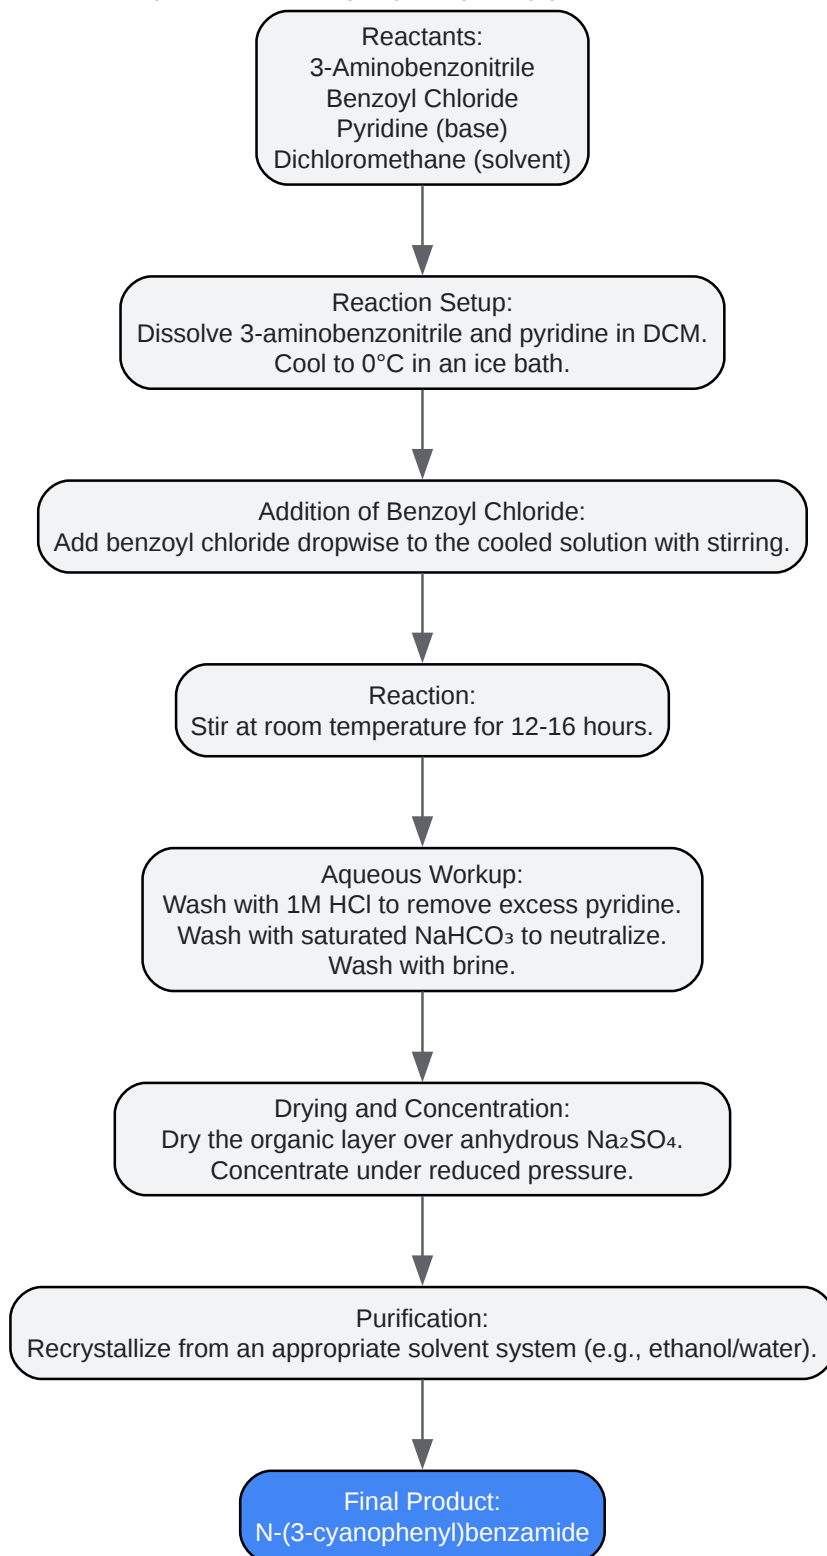 Reactants:
3-Aminobenzonitrile
Benzoyl Chloride
Pyridine (base)
Dichloromethane (solvent)
Reaction Setup:
Dissolve 3-aminobenzonitrile and pyridine in DCM.
Cool to 0°C in an ice bath.
Addition of Benzoyl Chloride:
Add benzoyl chloride dropwise to the cooled solution with stirring.
Reaction:
Stir at room temperature for 12-16 hours.
Aqueous Workup:
Wash with 1M HCl to remove excess pyridine.
Wash with saturated NaHCO₃ to neutralize.
Wash with brine.
Drying and Concentration:
Dry the organic layer over anhydrous Na₂SO₄.
Concentrate under reduced pressure.
Purification:
Recrystallize from an appropriate solvent system (e.g., ethanol/water).
Final Product:
N-(3-cyanophenyl)benzamide